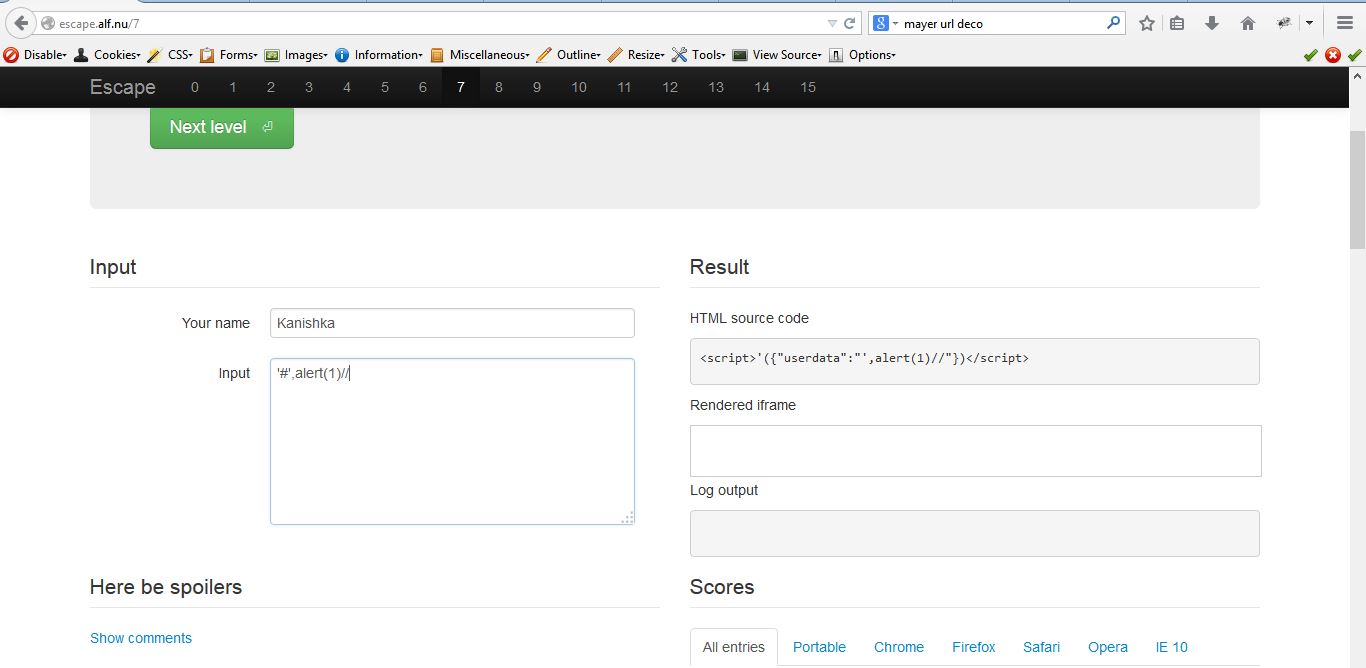 escape.alf.nu/7
mayer url deco
Disable Cookies CSS Forms Images Information Miscellaneous Outline Resize Tools View Source Options
Escape 0 1 2 3 4 5 6 7 8 9 10 11 12 13 14 15
Next level ⏎
Input
Your name Kanishka
Input '#',alert(1)//
Here be spoilers
Show comments
Result
HTML source code
<script>'({"userdata":"',alert(1)//"})</script>
Rendered iframe
Log output
Scores
All entries Portable Chrome Firefox Safari Opera IE 10